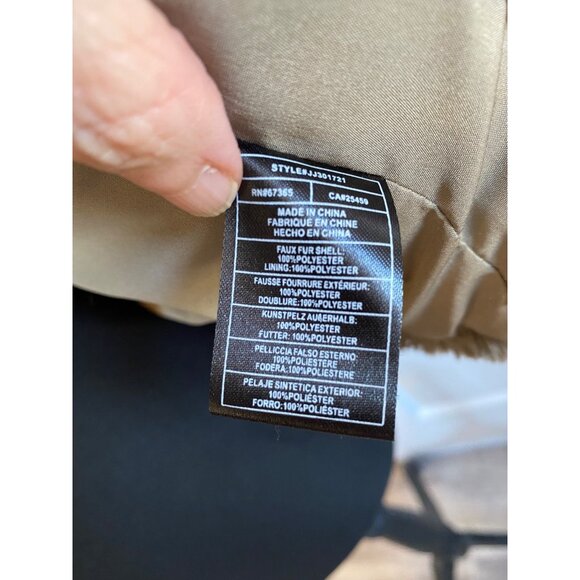 STYLE#JJ301721
RN#67365 CA#25459
MADE IN CHINA
FABRIQUE EN CHINE
HECHO EN CHINA
FAUX FUR SHELL:
100%POLYESTER
LINING:100%POLYESTER
FAUSSE FOURRURE EXTÉRIEUR:
100%POLYESTER
DOUBLURE:100%POLYESTER
KUNSTPELZ AUẞERHALB:
100%POLYESTER
FUTTER:100%POLYESTER
PELLICCIA FALSO ESTERNO:
100%POLIESTERE
FODERA:100%POLIESTERE
PELAJE SINTETICA EXTERIOR:
100%POLIÉSTER
FORRO:100%POLIÉSTER